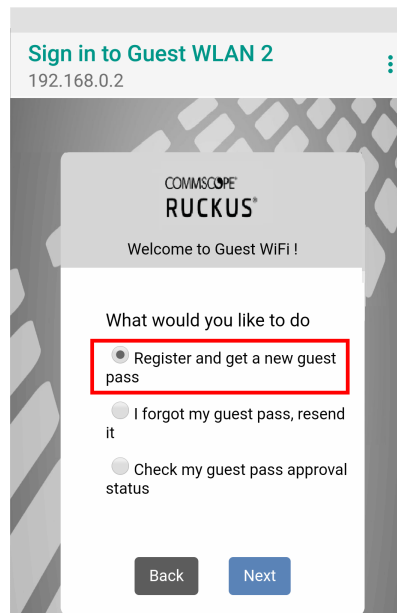 Sign in to Guest WLAN 2
192.168.0.2
COMMSCOPE®
RUCKUS®
Welcome to Guest WiFi !
What would you like to do
Register and get a new guest
pass
I forgot my guest pass, resend
it
Check my guest pass approval
status
Back
Next